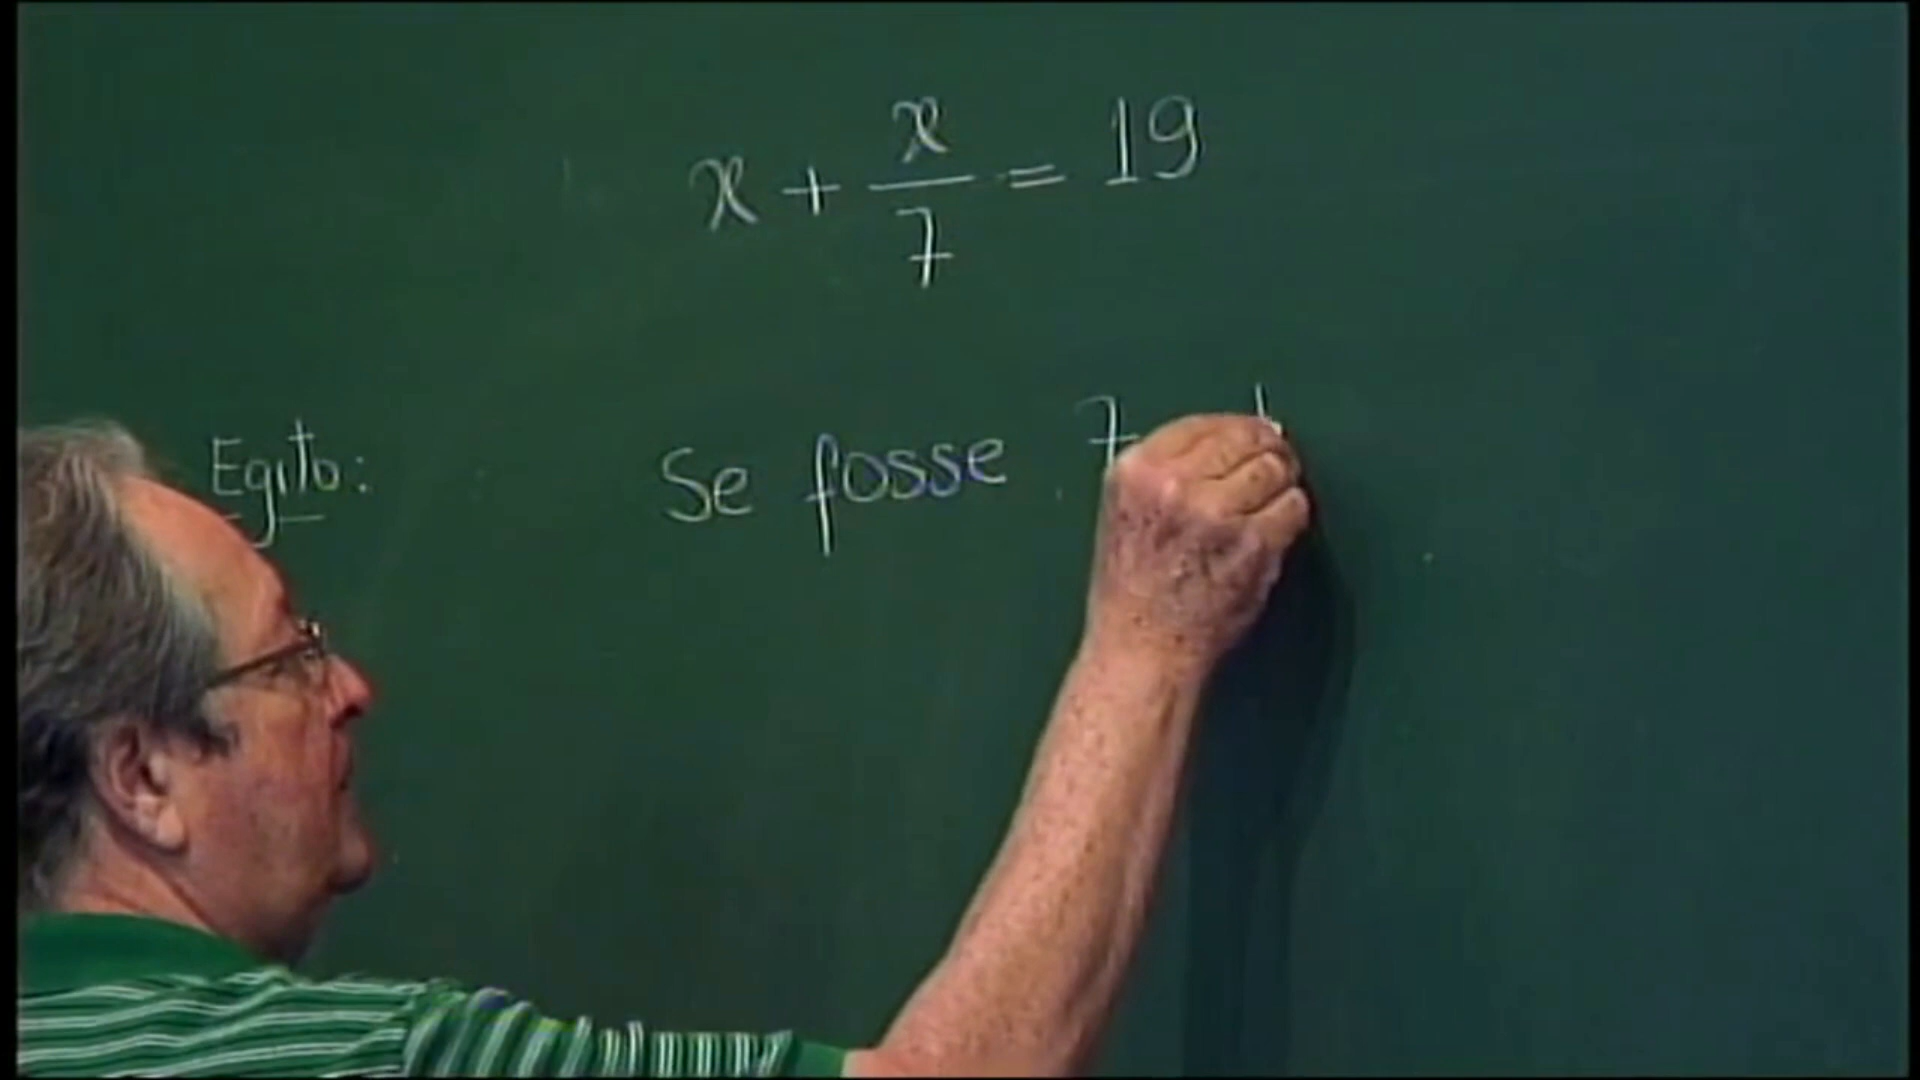 x + x/7 = 19
Egito: Se fosse 7